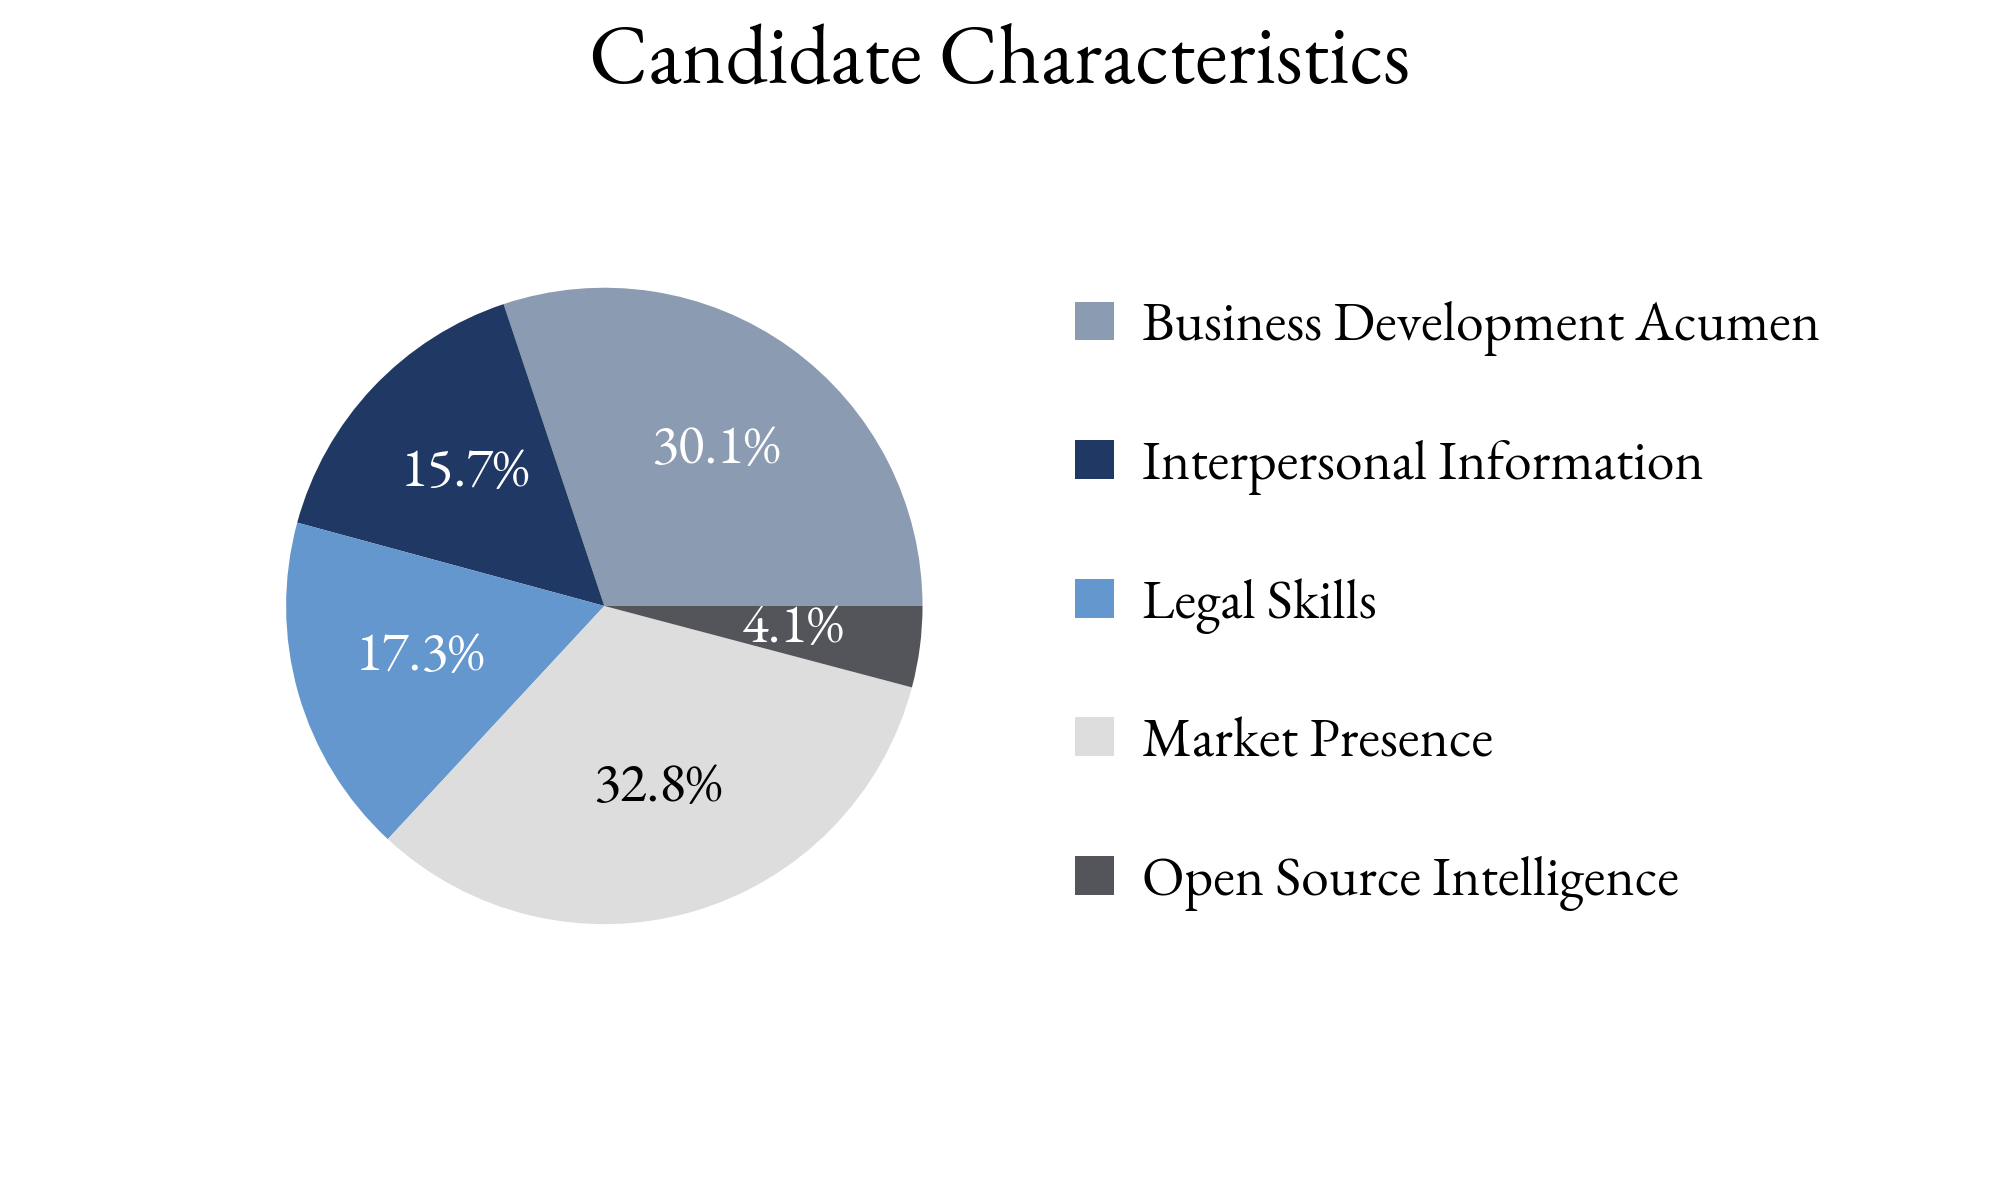 Candidate Characteristics
30.1%
15.7%
17.3%
32.8%
4.1%
Business Development Acumen
Interpersonal Information
Legal Skills
Market Presence
Open Source Intelligence